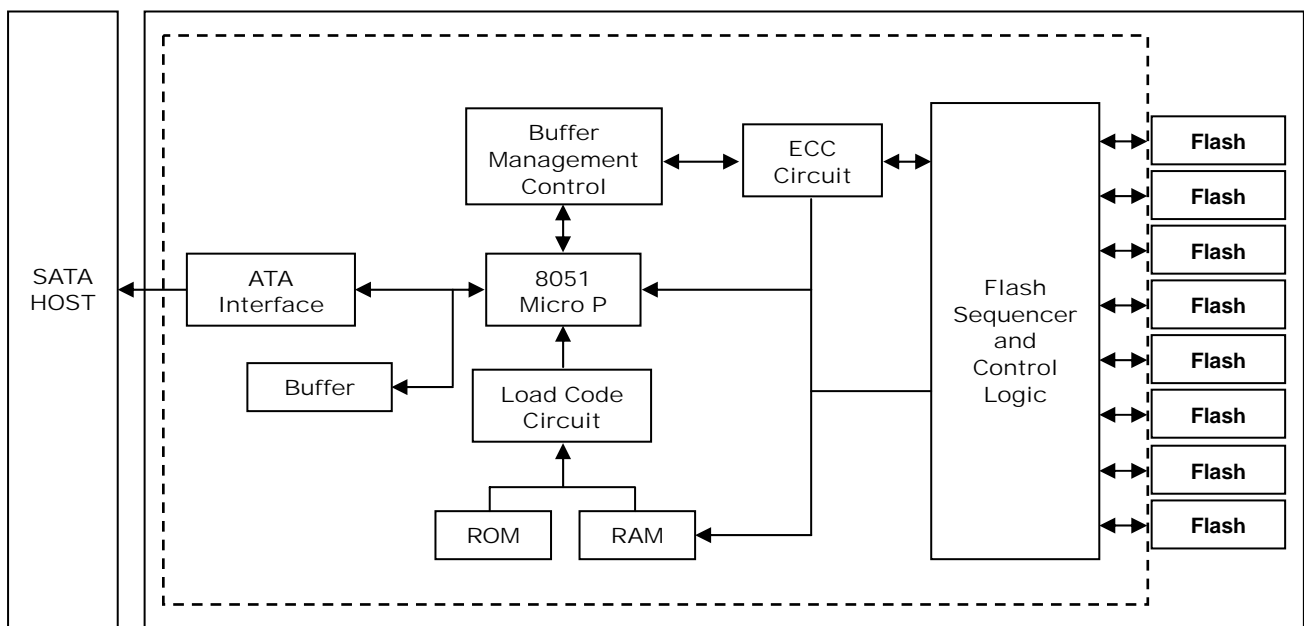 SATA
HOST
ATA
Interface
Buffer
Buffer
Management
Control
8051
Micro P
Load Code
Circuit
ROM
RAM
ECC
Circuit
Flash
Sequencer
and
Control
Logic
Flash
Flash
Flash
Flash
Flash
Flash
Flash
Flash